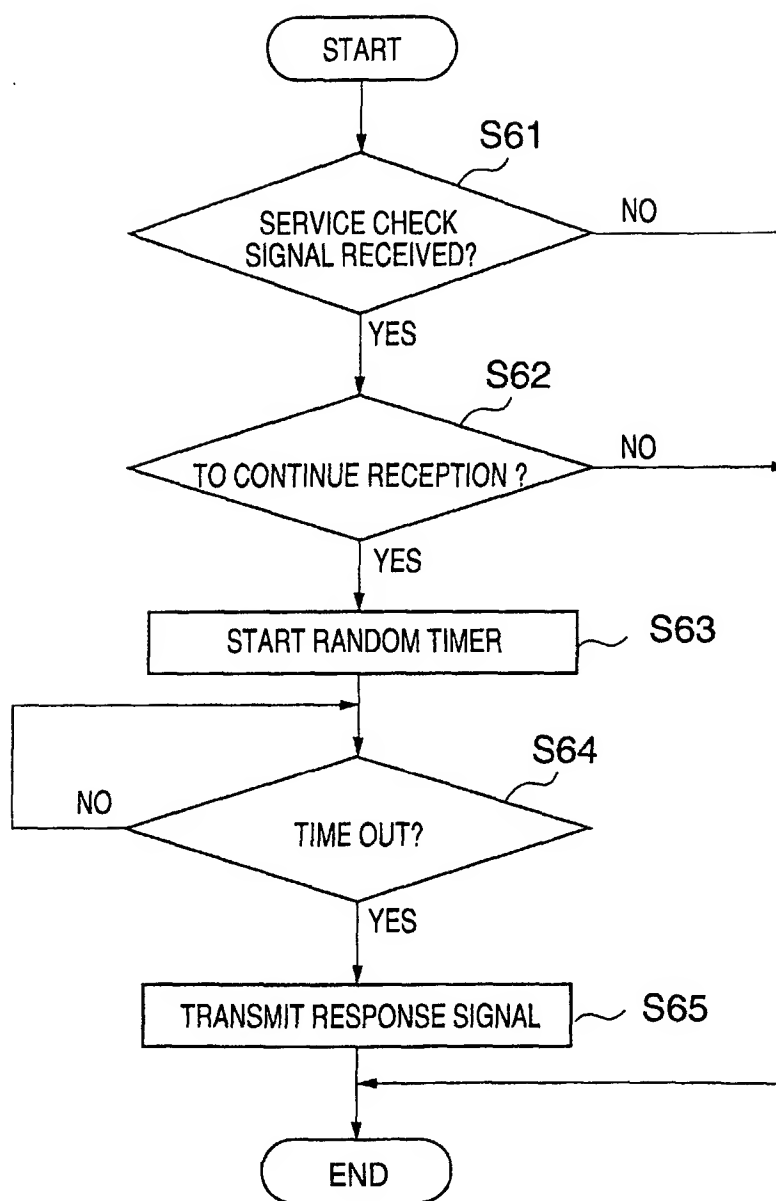 START
S61
SERVICE CHECK
SIGNAL RECEIVED?
NO
YES
S62
TO CONTINUE RECEPTION ?
NO
YES
START RANDOM TIMER
S63
S64
NO
TIME OUT?
YES
TRANSMIT RESPONSE SIGNAL
S65
END